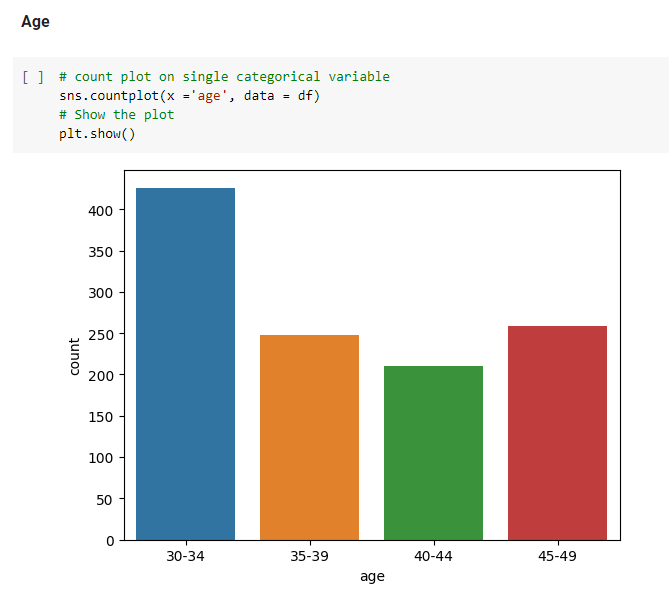 Age
[ ] # count plot on single categorical variable
sns.countplot(x ='age', data = df)
# Show the plot
plt.show()
400
350
300
250
200
150
100
50
0
count
30-34 35-39 40-44 45-49
age